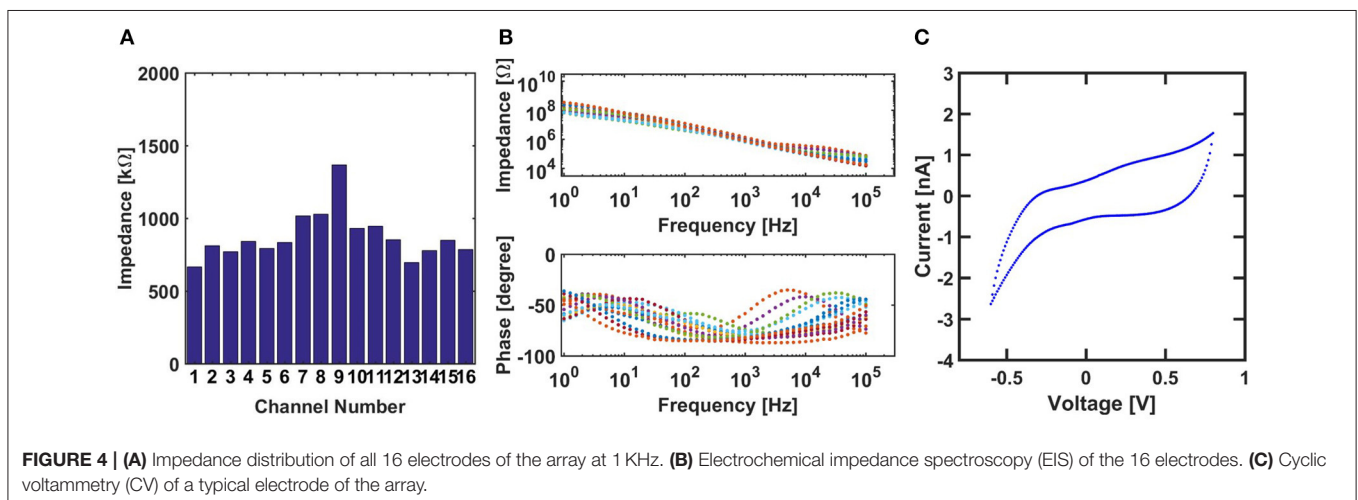 A
B
C
2000
1500
1000
500
0
Impedance [kΩ]
1 2 3 4 5 6 7 8 9 10 11 12 13 14 15 16
Channel Number
10^10
10^8
10^6
10^4
Impedance [Ω]
10^0 10^1 10^2 10^3 10^4 10^5
Frequency [Hz]
0
-50
-100
Phase [degree]
10^0 10^1 10^2 10^3 10^4 10^5
Frequency [Hz]
3
2
1
0
-1
-2
-3
-4
Current [nA]
-0.5 0 0.5 1
Voltage [V]
FIGURE 4 | (A) Impedance distribution of all 16 electrodes of the array at 1 KHz. (B) Electrochemical impedance spectroscopy (EIS) of the 16 electrodes. (C) Cyclic
voltammetry (CV) of a typical electrode of the array.